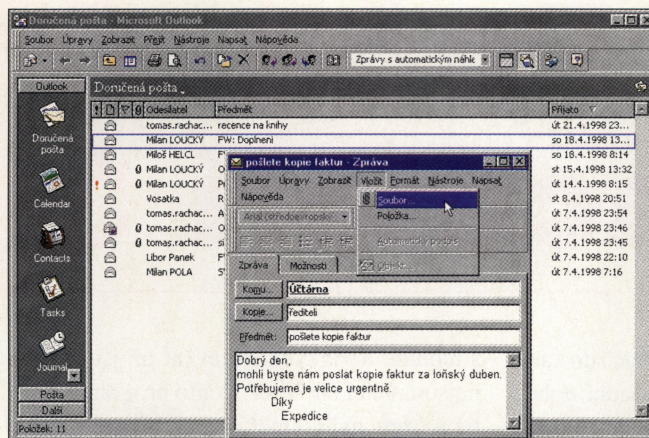 Doručená pošta - Microsoft Outlook
Soubor Úpravy Zobrazit Přejít Nástroje Napsat Nápověda
Zprávy s automatickým náhle
Outlook
Doručená pošta
Odesílatel Předmět Přijato
tomas.rachac... recence na knihy út 21.4.1998 23...
Milan LOUCKÝ FW: Doplneni so 18.4.1998 13...
Miloš HELCL so 18.4.1998 8:14
Milan LOUCKÝ st 15.4.1998 13:32
Milan LOUCKÝ út 14.4.1998 8:15
Vosatka R st 8.4.1998 20:51
tomas.rachac... út 7.4.1998 23:54
tomas.rachac... út 7.4.1998 23:46
tomas.rachac... si út 7.4.1998 23:45
Libor Panek út 7.4.1998 22:10
Milan POLA út 7.4.1998 7:16
Doručená pošta
Calendar
Contacts
Tasks
Journal
Pošta
Další
Položek: 11
pošlete kopie faktur - Zpráva
Soubor Úpravy Zobrazit Vložit Formát Nástroje Napsat
Nápověda
Arial (středoevropský)
Soubor...
Položka...
Automatický podpis
Objekt...
Zpráva Možnosti
Komu... Účtárna
Kopie... ředitel
Předmět: pošlete kopie faktur
Dobrý den,
mohli byste nám poslat kopie faktur za loňský duben.
Potřebujeme je velice urgentně.
Díky
Expedice